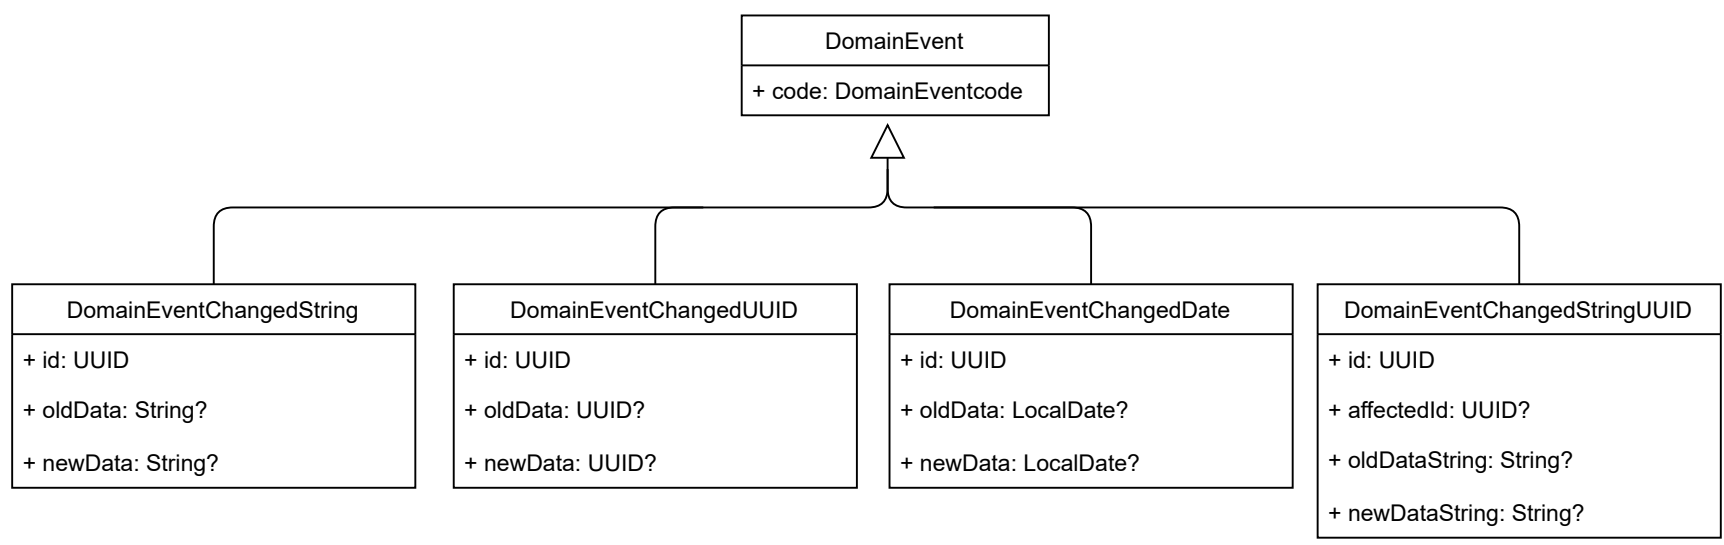 DomainEvent
+ code: DomainEventcode
DomainEventChangedString
+ id: UUID
+ oldData: String?
+ newData: String?
DomainEventChangedUUID
+ id: UUID
+ oldData: UUID?
+ newData: UUID?
DomainEventChangedDate
+ id: UUID
+ oldData: LocalDate?
+ newData: LocalDate?
DomainEventChangedStringUUID
+ id: UUID
+ affectedId: UUID?
+ oldDataString: String?
+ newDataString: String?